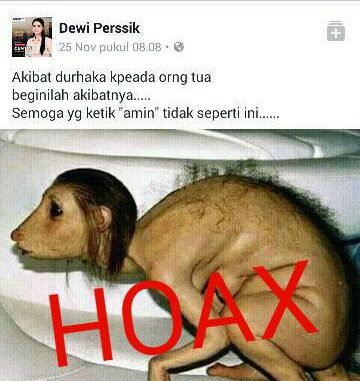 Dewi Perssik
25 Nov pukul 08.08 •
Akibat durhaka kpeada orng tua
beginilah akibatnya.....
Semoga yg ketik "amin" tidak seperti ini......
HOAX